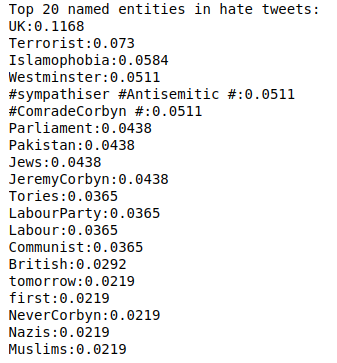 Top 20 named entities in hate tweets:
UK:0.1168
Terrorist:0.073
Islamophobia:0.0584
Westminster:0.0511
#sympathiser #Antisemitic #:0.0511
#ComradeCorbyn #:0.0511
Parliament:0.0438
Pakistan:0.0438
Jews:0.0438
JeremyCorbyn:0.0438
Tories:0.0365
LabourParty:0.0365
Labour:0.0365
Communist:0.0365
British:0.0292
tomorrow:0.0219
first:0.0219
NeverCorbyn:0.0219
Nazis:0.0219
Muslims:0.0219